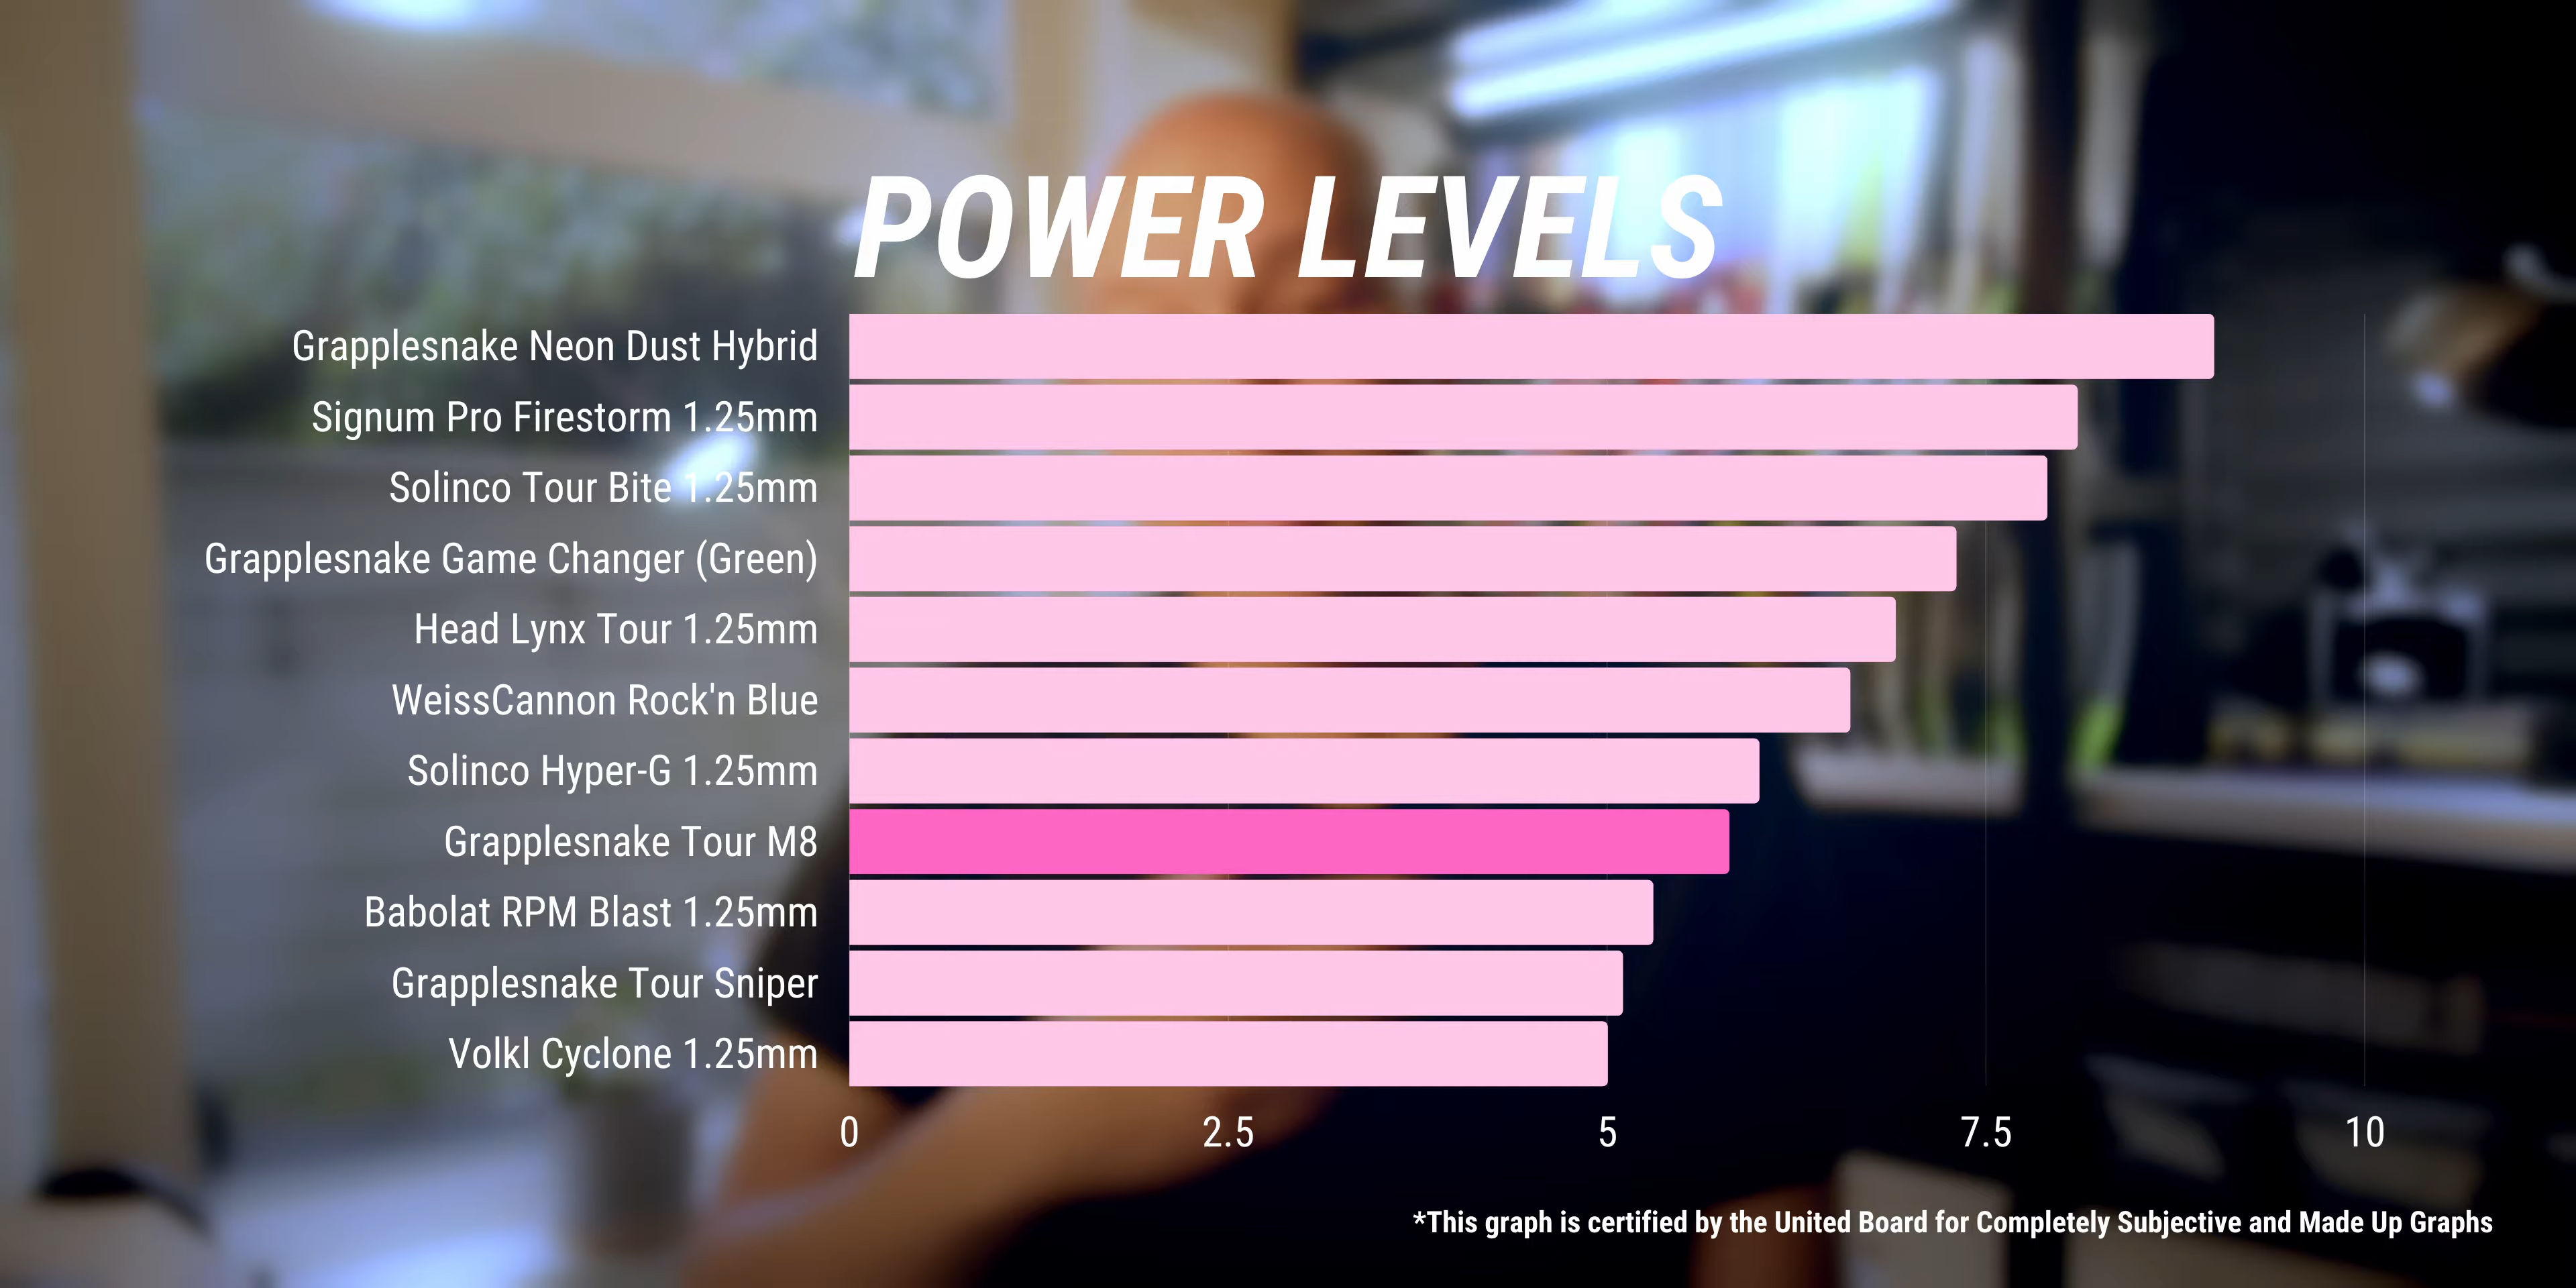 POWER LEVELS
Grapplesnake Neon Dust Hybrid
Signum Pro Firestorm 1.25mm
Solinco Tour Bite 1.25mm
Grapplesnake Game Changer (Green)
Head Lynx Tour 1.25mm
WeissCannon Rock'n Blue
Solinco Hyper-G 1.25mm
Grapplesnake Tour M8
Babolat RPM Blast 1.25mm
Grapplesnake Tour Sniper
Volkl Cyclone 1.25mm
0 2.5 5 7.5 10
*This graph is certified by the United Board for Completely Subjective and Made Up Graphs